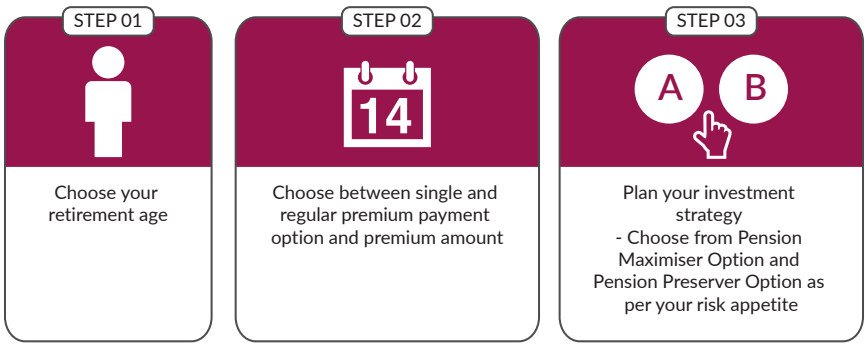 STEP 01
Choose your
retirement age
STEP 02
14
Choose between single and
regular premium payment
option and premium amount
STEP 03
A B
Plan your investment
strategy
- Choose from Pension
Maximiser Option and
Pension Preserver Option as
per your risk appetite